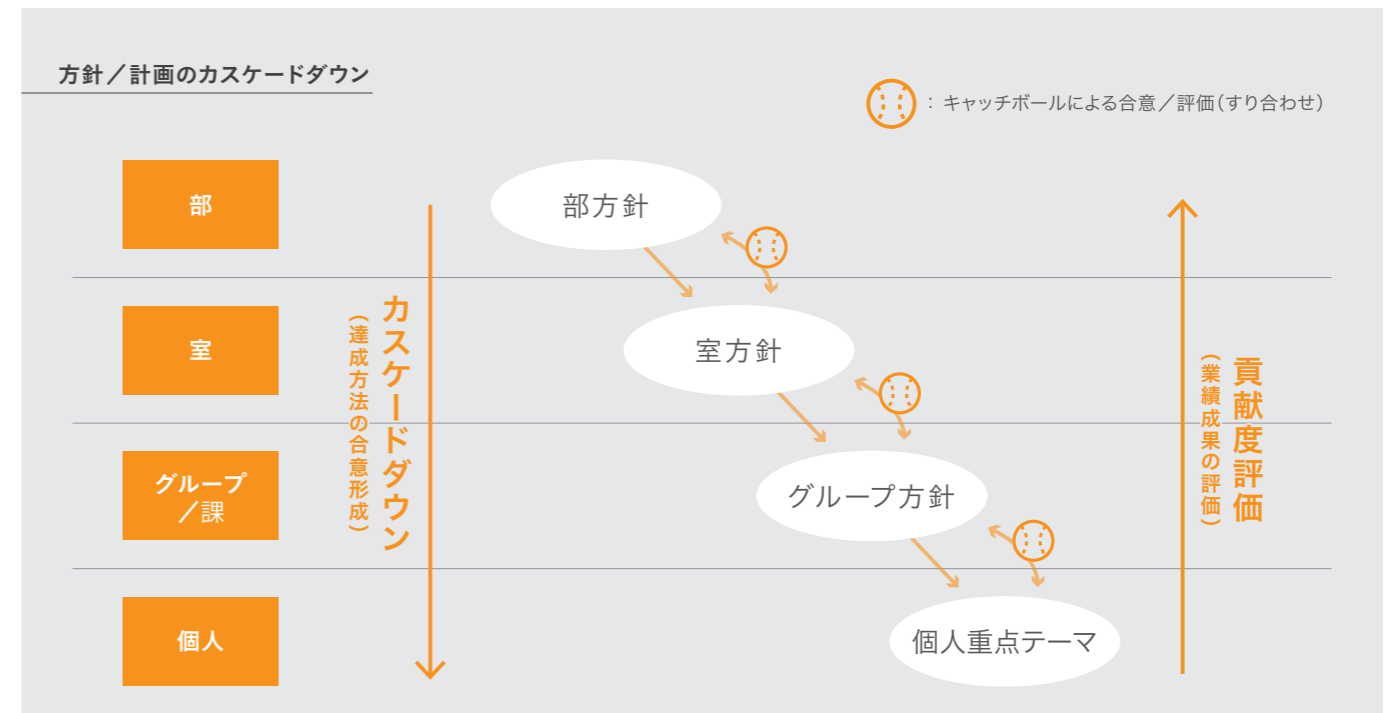 方針／計画のカスケードダウン
：キャッチボールによる合意／評価（すり合わせ）
部
部方針
室
室方針
カスケードダウン
（達成方法の合意形成）
貢献度評価
（業績成果の評価）
グループ
／課
グループ方針
個人
個人重点テーマ